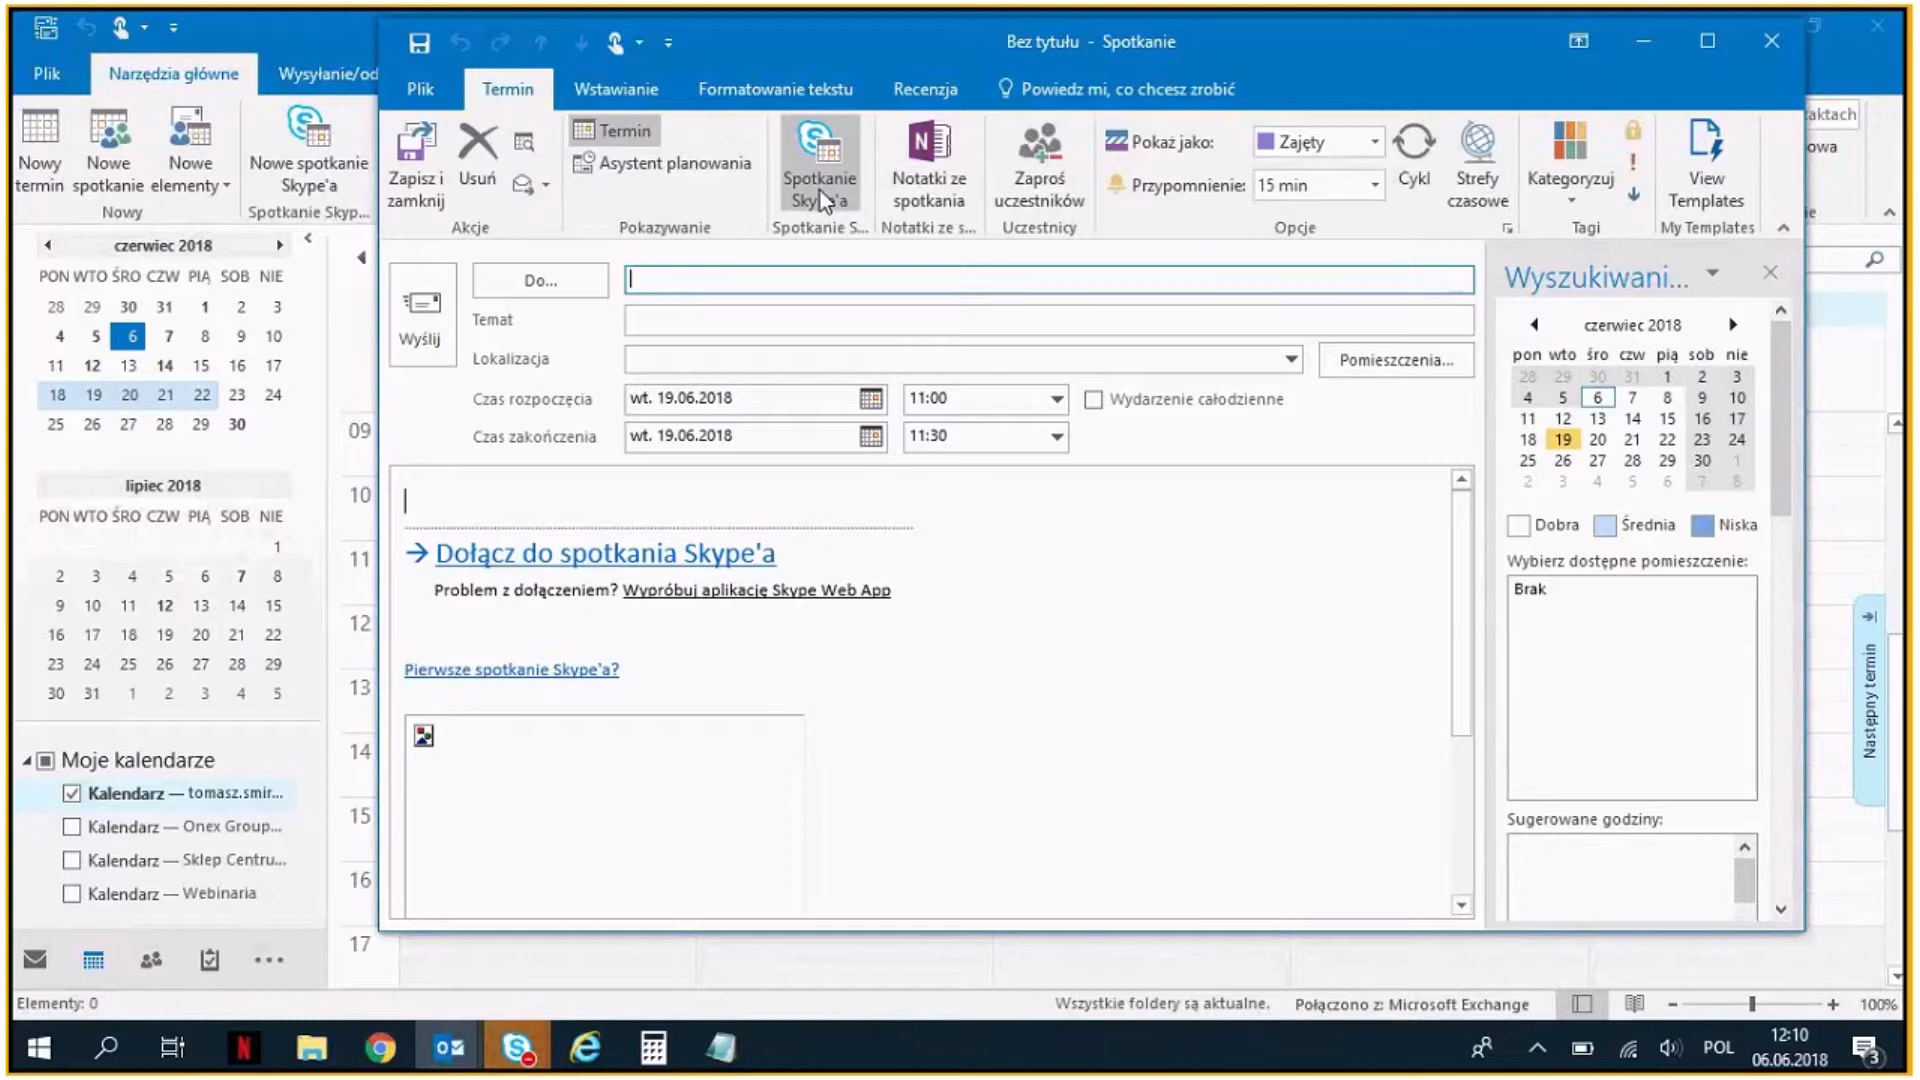 Plik
Narzędzia główne
Wysyłanie/od
Nowy termin
Nowe spotkanie
Nowe elementy
Nowy
Nowe spotkanie Skype'a
Spotkanie Skyp...
Bez tytułu - Spotkanie
Plik
Termin
Wstawianie
Formatowanie tekstu
Recenzja
Powiedz mi, co chcesz zrobić
Zapisz i zamknij
Usuń
Akcje
Termin
Asystent planowania
Pokazywanie
Spotkanie Skype'a
Spotkanie S...
Notatki ze spotkania
Notatki ze s...
Zaproś uczestników
Uczestnicy
Pokaż jako:
Zajęty
Przypomnienie:
15 min
Cykl
Strefy czasowe
Opcje
Kategoryzuj
Tagi
View Templates
My Templates
czerwiec 2018
PON WTO ŚRO CZW PIĄ SOB NIE
28 29 30 31 1 2 3
4 5 6 7 8 9 10
11 12 13 14 15 16 17
18 19 20 21 22 23 24
25 26 27 28 29 30
lipiec 2018
PON WTO ŚRO CZW PIĄ SOB NIE
1
2 3 4 5 6 7 8
9 10 11 12 13 14 15
16 17 18 19 20 21 22
23 24 25 26 27 28 29
30 31 1 2 3 4 5
Moje kalendarze
Kalendarz — tomasz.smir...
Kalendarz — Onex Group...
Kalendarz — Sklep Centru...
Kalendarz — Webinaria
09
10
11
12
13
14
15
16
17
Wyślij
Do...
Temat
Lokalizacja
Pomieszczenia...
Czas rozpoczęcia
wt. 19.06.2018
11:00
Wydarzenie całodzienne
Czas zakończenia
wt. 19.06.2018
11:30
Dołącz do spotkania Skype'a
Problem z dołączeniem? Wypróbuj aplikację Skype Web App
Pierwsze spotkanie Skype'a?
Wyszukiwani...
czerwiec 2018
pon wto śro czw pią sob nie
28 29 30 31 1 2 3
4 5 6 7 8 9 10
11 12 13 14 15 16 17
18 19 20 21 22 23 24
25 26 27 28 29 30 1
2 3 4 5 6 7 8
Dobra
Średnia
Niska
Wybierz dostępne pomieszczenie:
Brak
Sugerowane godziny:
Następny termin
Elementy: 0
Wszystkie foldery są aktualne.
Połączono z: Microsoft Exchange
100%
POL
12:10
06.06.2018
3